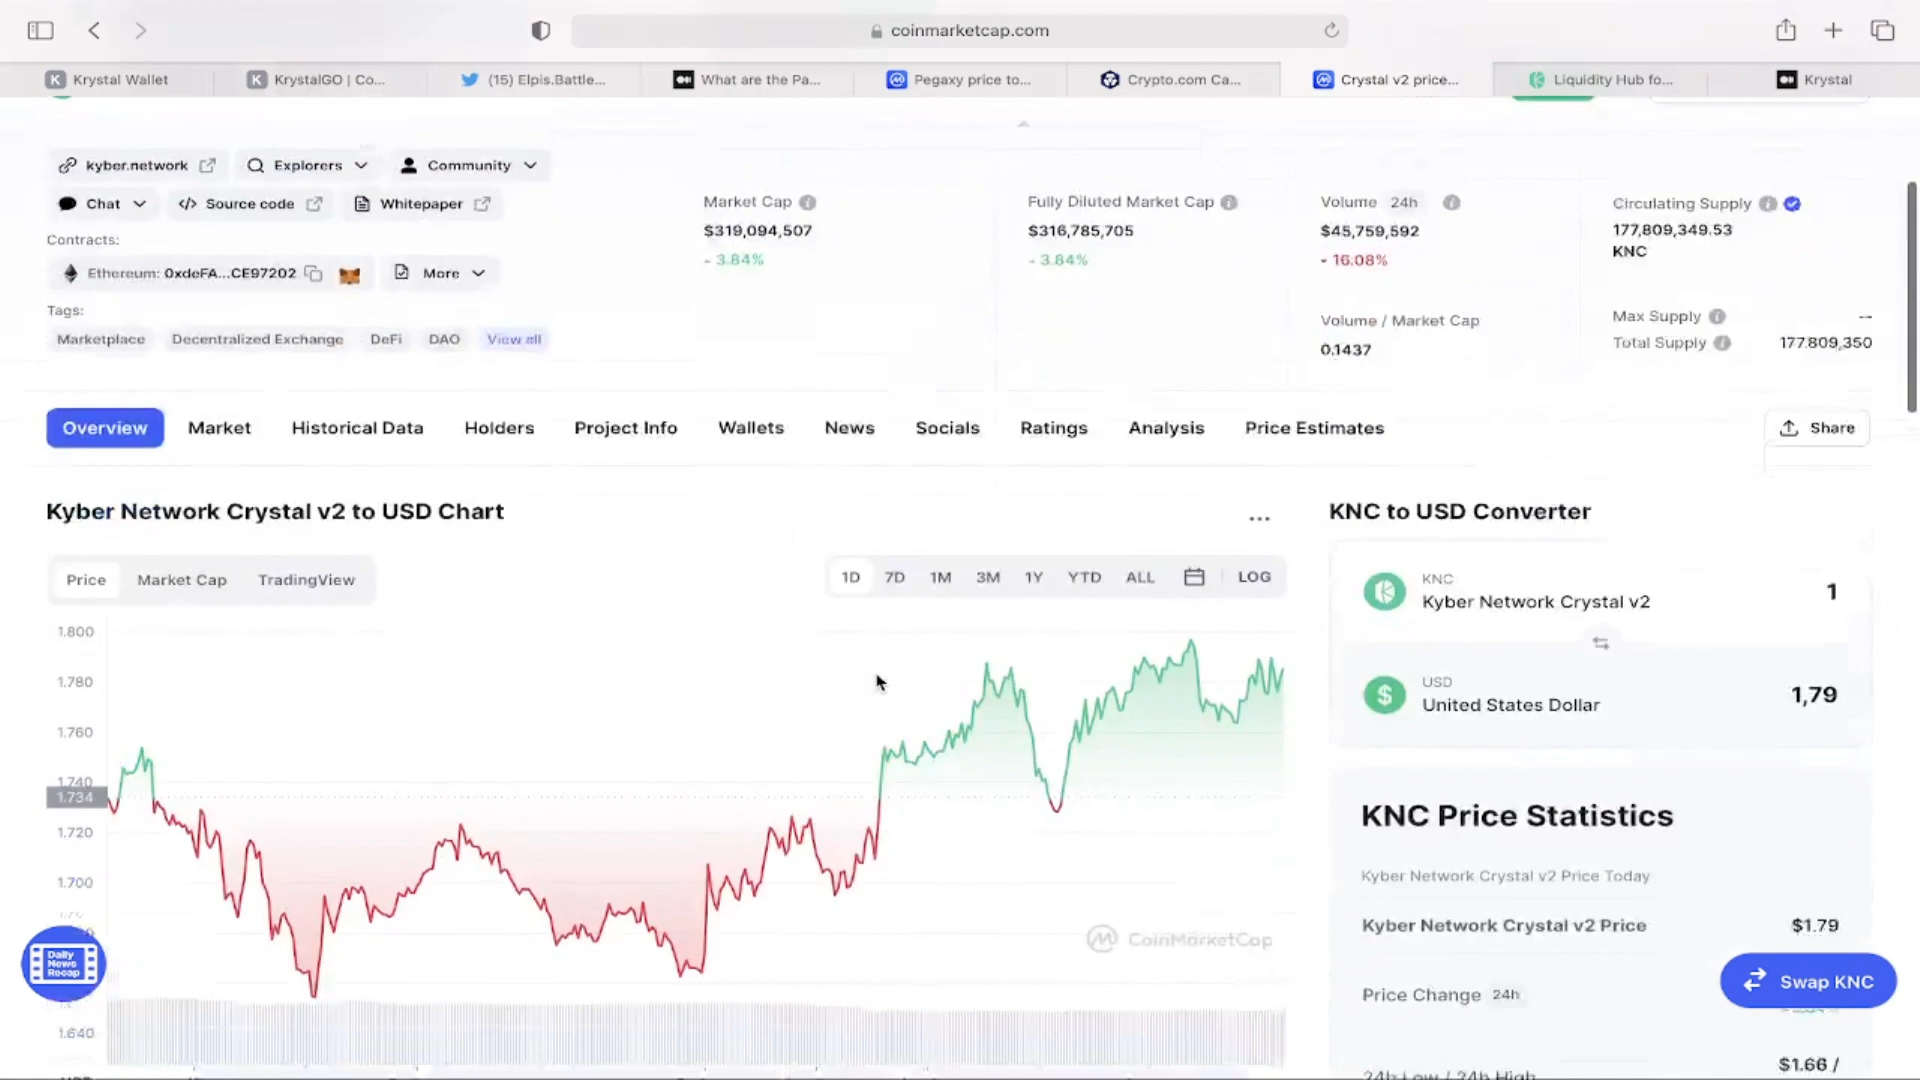 coinmarketcap.com
Krystal Wallet
KrystalGO | Co...
(15) Elpis.Battle...
What are the Pa...
Pegaxy price to...
Crypto.com Ca...
Crystal v2 price...
Liquidity Hub fo...
Krystal
kyber.network
Explorers
Community
Chat
Source code
Whitepaper
Contracts:
Ethereum: 0xdeFA...CE97202
More
Tags:
Marketplace
Decentralized Exchange
DeFi
DAO
View all
Market Cap
$319,094,507
3.84%
Fully Diluted Market Cap
$316,785,705
3.84%
Volume 24h
$45,759,592
16.08%
Volume / Market Cap
0.1437
Circulating Supply
177,809,349.53
KNC
Max Supply --
Total Supply 177.809,350
Overview
Market
Historical Data
Holders
Project Info
Wallets
News
Socials
Ratings
Analysis
Price Estimates
Share
Kyber Network Crystal v2 to USD Chart
...
Price
Market Cap
TradingView
1D
7D
1M
3M
1Y
YTD
ALL
LOG
1.800
1.780
1.760
1.740
1.734
1.720
1.700
1.640
CoinMarketCap
Daily
News
Recap
KNC to USD Converter
KNC
Kyber Network Crystal v2
1
USD
United States Dollar
1,79
KNC Price Statistics
Kyber Network Crystal v2 Price Today
Kyber Network Crystal v2 Price
$1.79
Swap KNC
Price Change 24h
$1.66 /
24h Low / 24h High